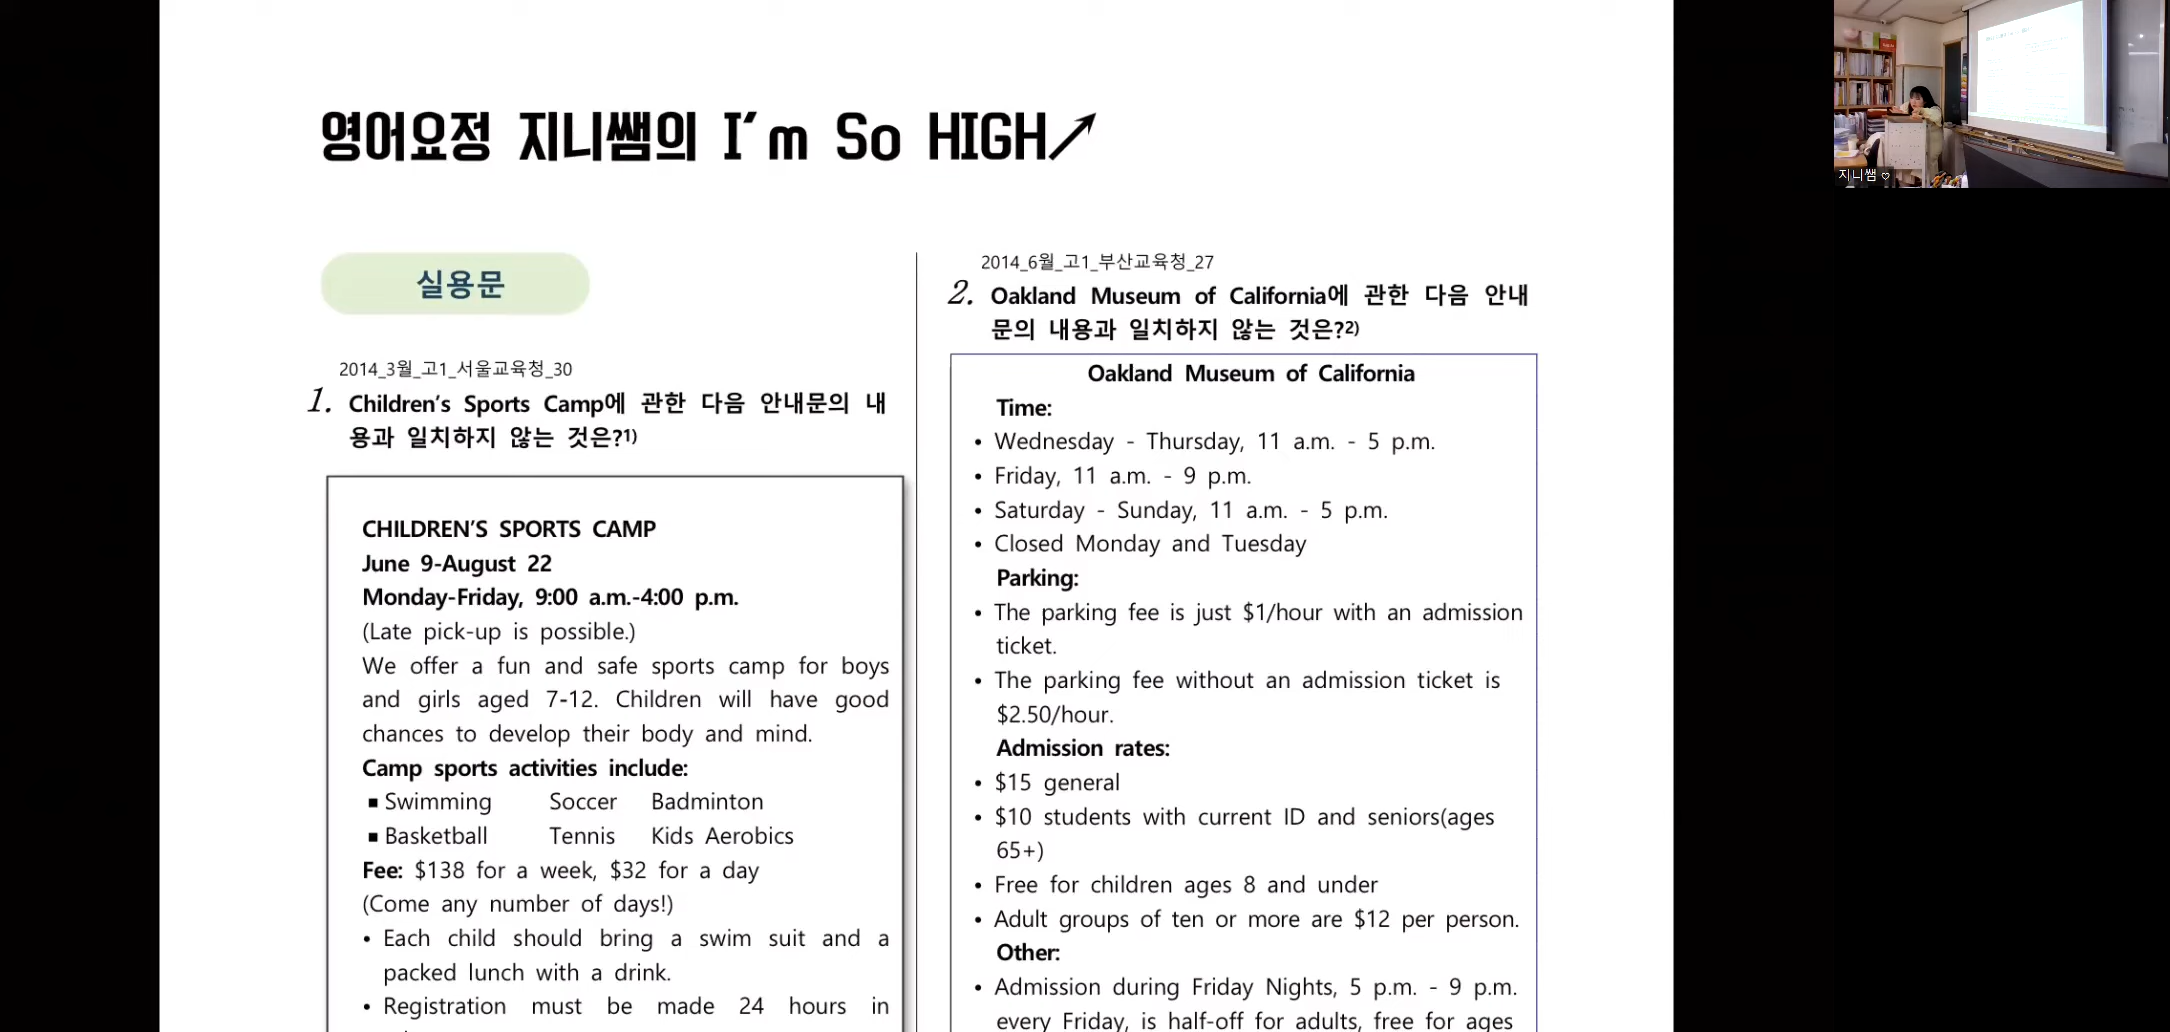 영어요정 지니쌤의 I'm So HIGH↗
실용문
2014_3월_고1_서울교육청_30
1. Children's Sports Camp에 관한 다음 안내문의 내
용과 일치하지 않는 것은?1)
CHILDREN'S SPORTS CAMP
June 9-August 22
Monday-Friday, 9:00 a.m.-4:00 p.m.
(Late pick-up is possible.)
We offer a fun and safe sports camp for boys
and girls aged 7-12. Children will have good
chances to develop their body and mind.
Camp sports activities include:
▪ Swimming Soccer Badminton
▪ Basketball Tennis Kids Aerobics
Fee: $138 for a week, $32 for a day
(Come any number of days!)
• Each child should bring a swim suit and a
packed lunch with a drink.
• Registration must be made 24 hours in
2014_6월_고1_부산교육청_27
2. Oakland Museum of California에 관한 다음 안내
문의 내용과 일치하지 않는 것은?2)
Oakland Museum of California
Time:
• Wednesday - Thursday, 11 a.m. - 5 p.m.
• Friday, 11 a.m. - 9 p.m.
• Saturday - Sunday, 11 a.m. - 5 p.m.
• Closed Monday and Tuesday
Parking:
• The parking fee is just $1/hour with an admission
ticket.
• The parking fee without an admission ticket is
$2.50/hour.
Admission rates:
• $15 general
• $10 students with current ID and seniors(ages
65+)
• Free for children ages 8 and under
• Adult groups of ten or more are $12 per person.
Other:
• Admission during Friday Nights, 5 p.m. - 9 p.m.
every Friday, is half-off for adults, free for ages
지니쌤 ♡